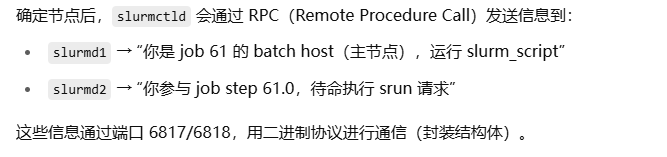 确定节点后，slurmctld 会通过 RPC（Remote Procedure Call）发送信息到：
• slurmd1 → “你是 job 61 的 batch host（主节点），运行 slurm_script”
• slurmd2 → “你参与 job step 61.0，待命执行 srun 请求”
这些信息通过端口 6817/6818，用二进制协议进行通信（封装结构体）。